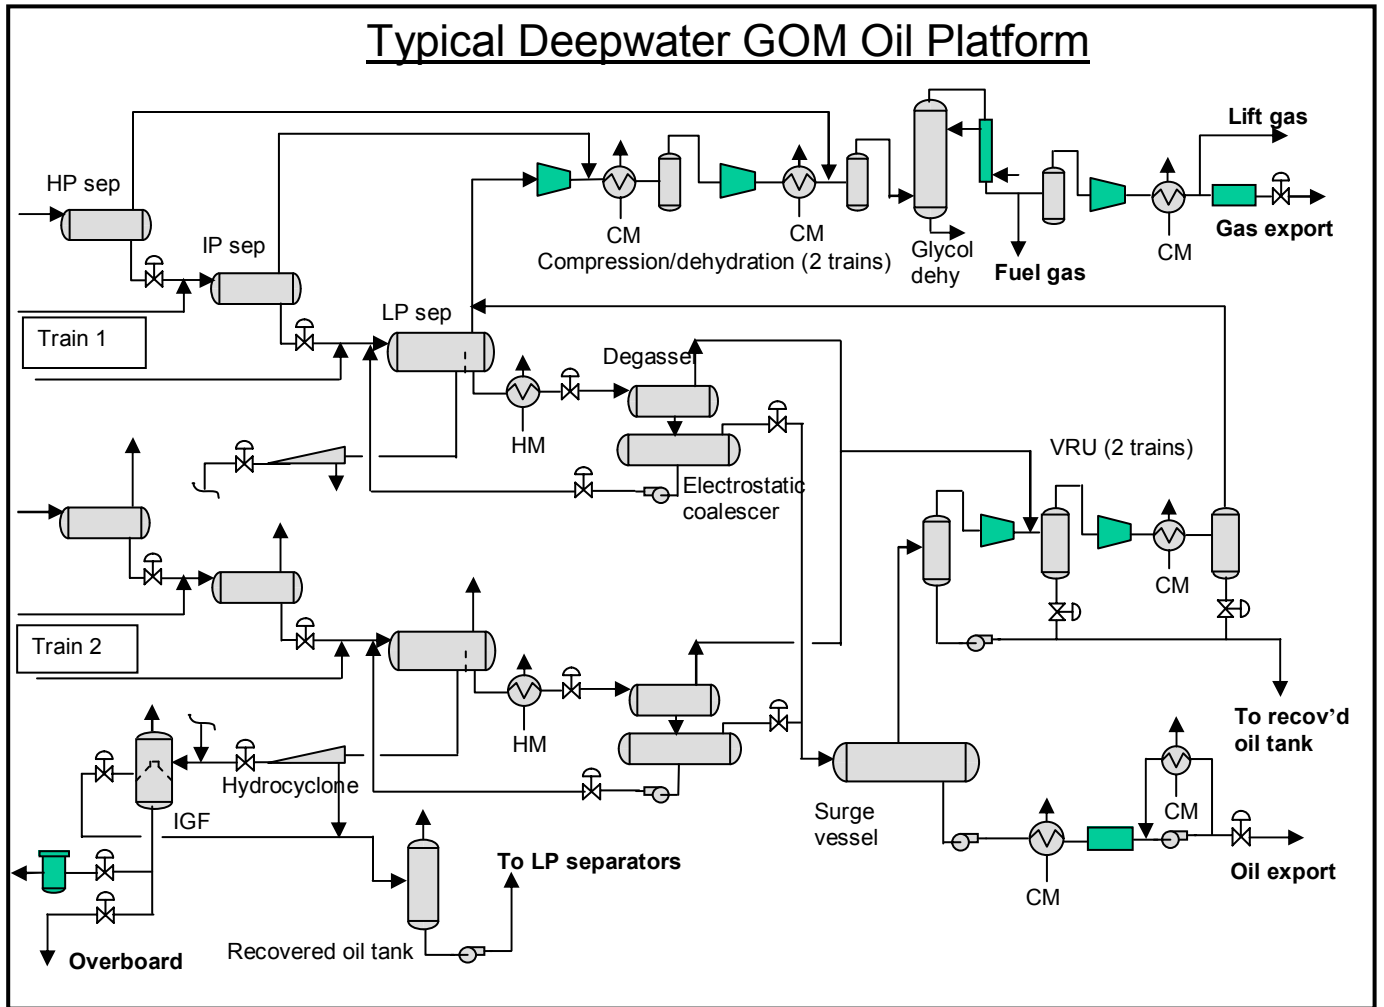 Typical Deepwater GOM Oil Platform
Lift gas
HP sep
IP sep
CM
CM
CM
Gas export
Compression/dehydration (2 trains)
Glycol
dehy
Fuel gas
LP sep
Train 1
Degasser
HM
VRU (2 trains)
Electrostatic
coalescer
CM
Train 2
HM
To recov’d
oil tank
Hydrocyclone
IGF
Surge
vessel
CM
CM
To LP separators
Oil export
Recovered oil tank
Overboard